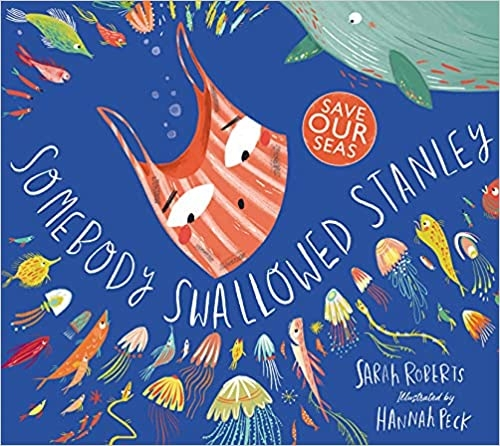 SAVE
OUR
SEAS
SOMEBODY SWALLOWED STANLEY
SARAH ROBERTS
Illustrated by
HANNAH PECK